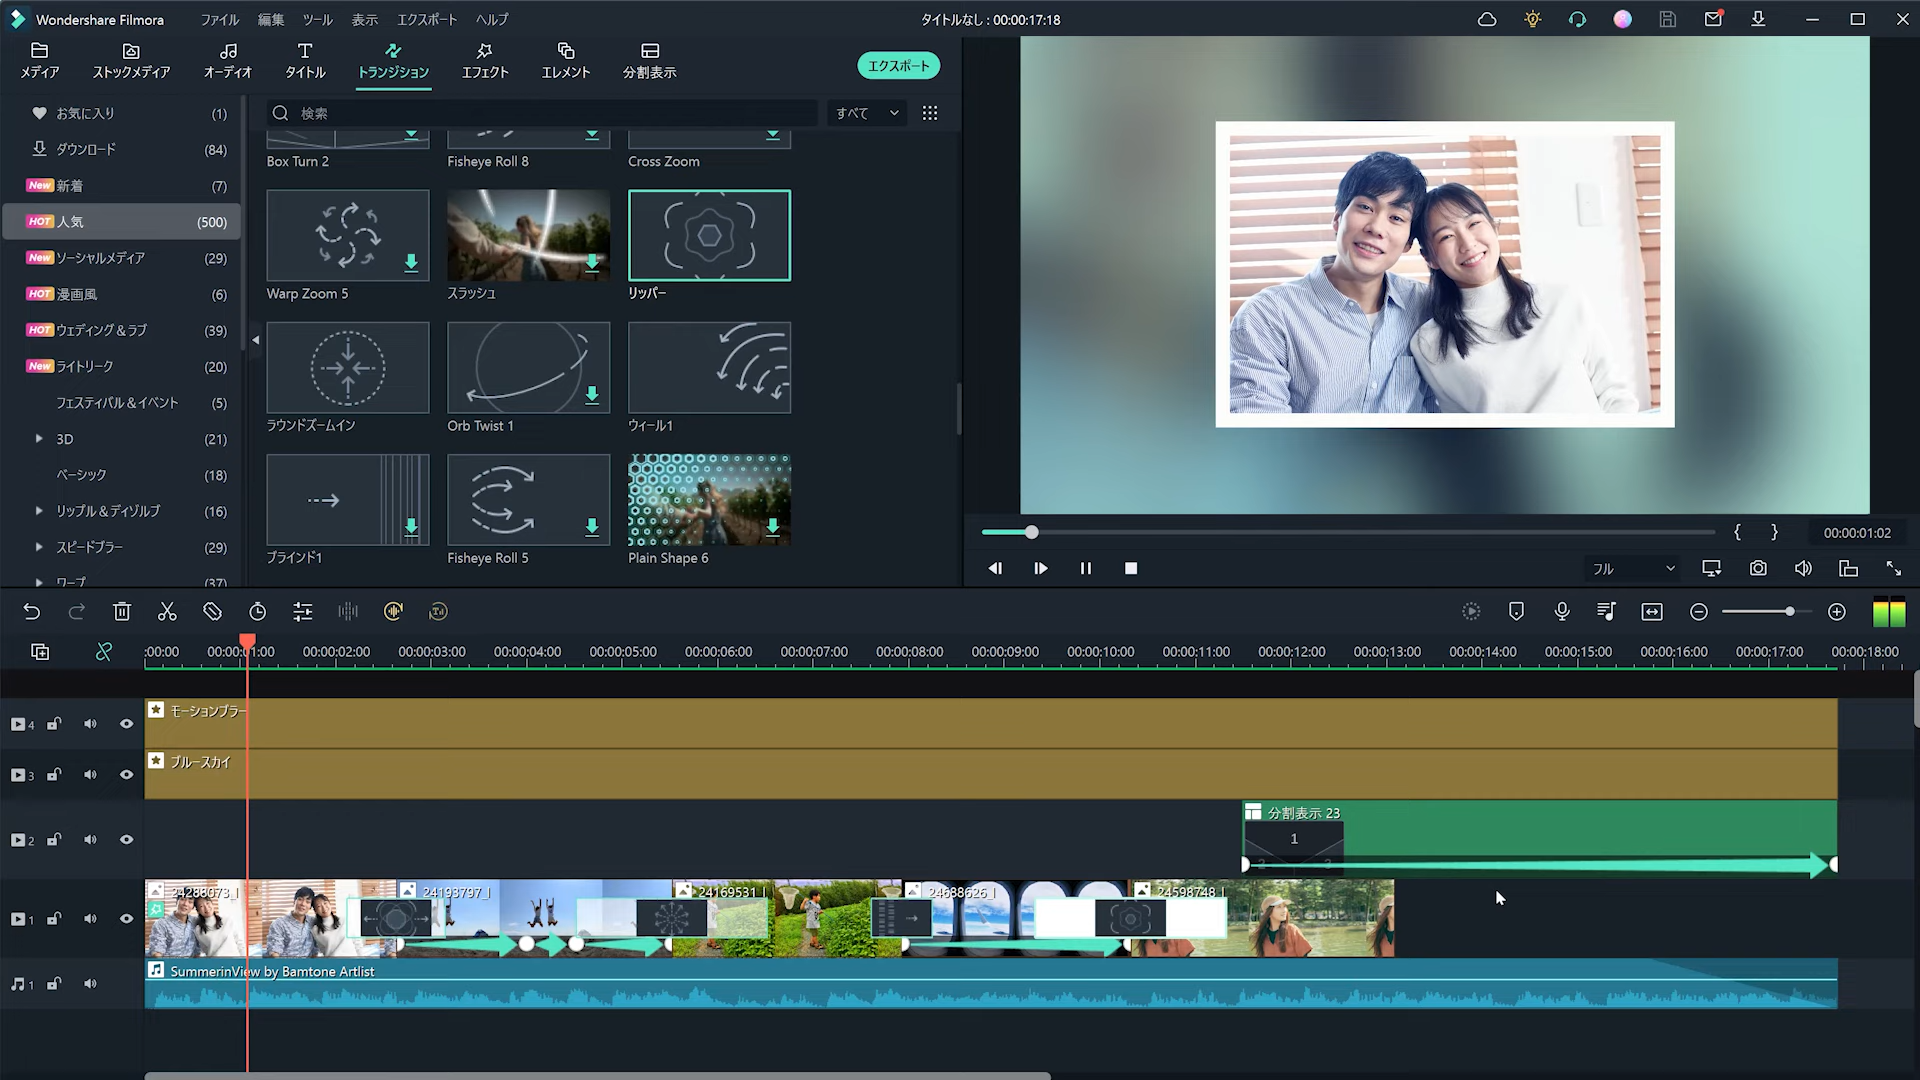 Wondershare Filmora ファイル 編集 ツール 表示 エクスポート ヘルプ タイトルなし : 00:00:17:18
メディア ストックメディア オーディオ タイトル トランジション エフェクト エレメント 分割表示 エクスポート
お気に入り (1)
ダウンロード (84)
New 新着 (7)
HOT 人気 (500)
New ソーシャルメディア (29)
HOT 漫画風 (6)
HOT ウェディング&ラブ (39)
New ライトリーク (20)
フェスティバル&イベント (5)
3D (21)
ベーシック (18)
リップル&ディゾルブ (16)
スピードブラー (29)
ワープ (37)
検索 すべて
Box Turn 2 Fisheye Roll 8 Cross Zoom
Warp Zoom 5 スラッシュ リッパー
ラウンドズームイン Orb Twist 1 ウィール1
ブラインド1 Fisheye Roll 5 Plain Shape 6
{ } 00:00:01:02
フル
:00:00 00:00:01:00 00:00:02:00 00:00:03:00 00:00:04:00 00:00:05:00 00:00:06:00 00:00:07:00 00:00:08:00 00:00:09:00 00:00:10:00 00:00:11:00 00:00:12:00 00:00:13:00 00:00:14:00 00:00:15:00 00:00:16:00 00:00:17:00 00:00:18:00
4 モーションブラー
3 ブルースカイ
2 分割表示 23
1
2 3
1 24286073_l 24193797_l 24169531_l 24688626_l 24598748_l
1 SummerinView by Bamtone Artlist